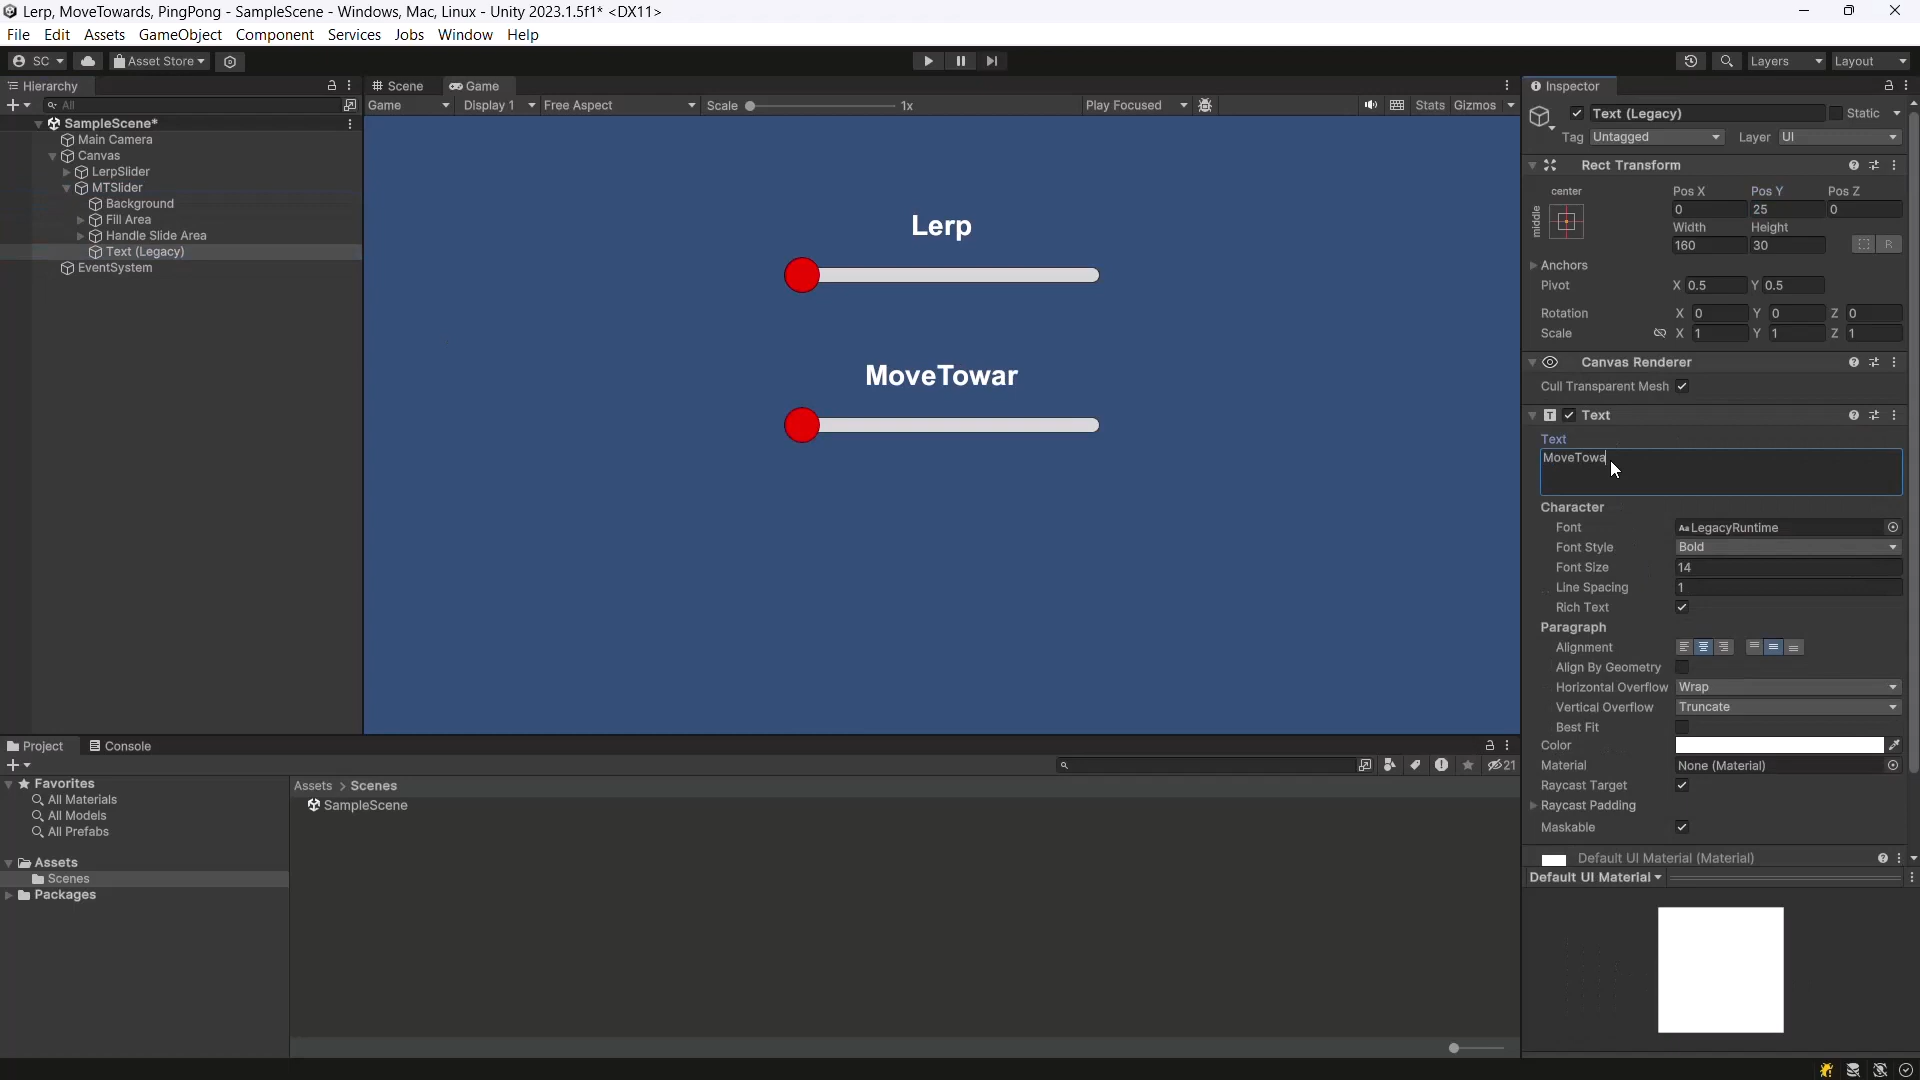 Lerp, MoveTowards, PingPong - SampleScene - Windows, Mac, Linux - Unity 2023.1.5f1* <DX11>
File Edit Assets GameObject Component Services Jobs Window Help
SC Asset Store Layers Layout
Hierarchy Scene Game Inspector
All Game Display 1 Free Aspect Scale 1x Play Focused Stats Gizmos
SampleScene*
Main Camera
Canvas
LerpSlider
MTSlider
Background
Fill Area
Handle Slide Area
Text (Legacy)
EventSystem
Lerp
MoveTowar
Text (Legacy) Static
Tag Untagged Layer UI
Rect Transform
center Pos X Pos Y Pos Z
middle 0 25 0
Width Height
160 30 R
Anchors
Pivot X 0.5 Y 0.5
Rotation X 0 Y 0 Z 0
Scale X 1 Y 1 Z 1
Canvas Renderer
Cull Transparent Mesh
Text
Text
MoveTowa
Character
Font Aa LegacyRuntime
Font Style Bold
Font Size 14
Line Spacing 1
Rich Text
Paragraph
Alignment
Align By Geometry
Horizontal Overflow Wrap
Vertical Overflow Truncate
Best Fit
Color
Material None (Material)
Raycast Target
Raycast Padding
Maskable
Default UI Material (Material)
Default UI Material
Project Console
21
Favorites
All Materials
All Models
All Prefabs
Assets
Scenes
Packages
Assets > Scenes
SampleScene